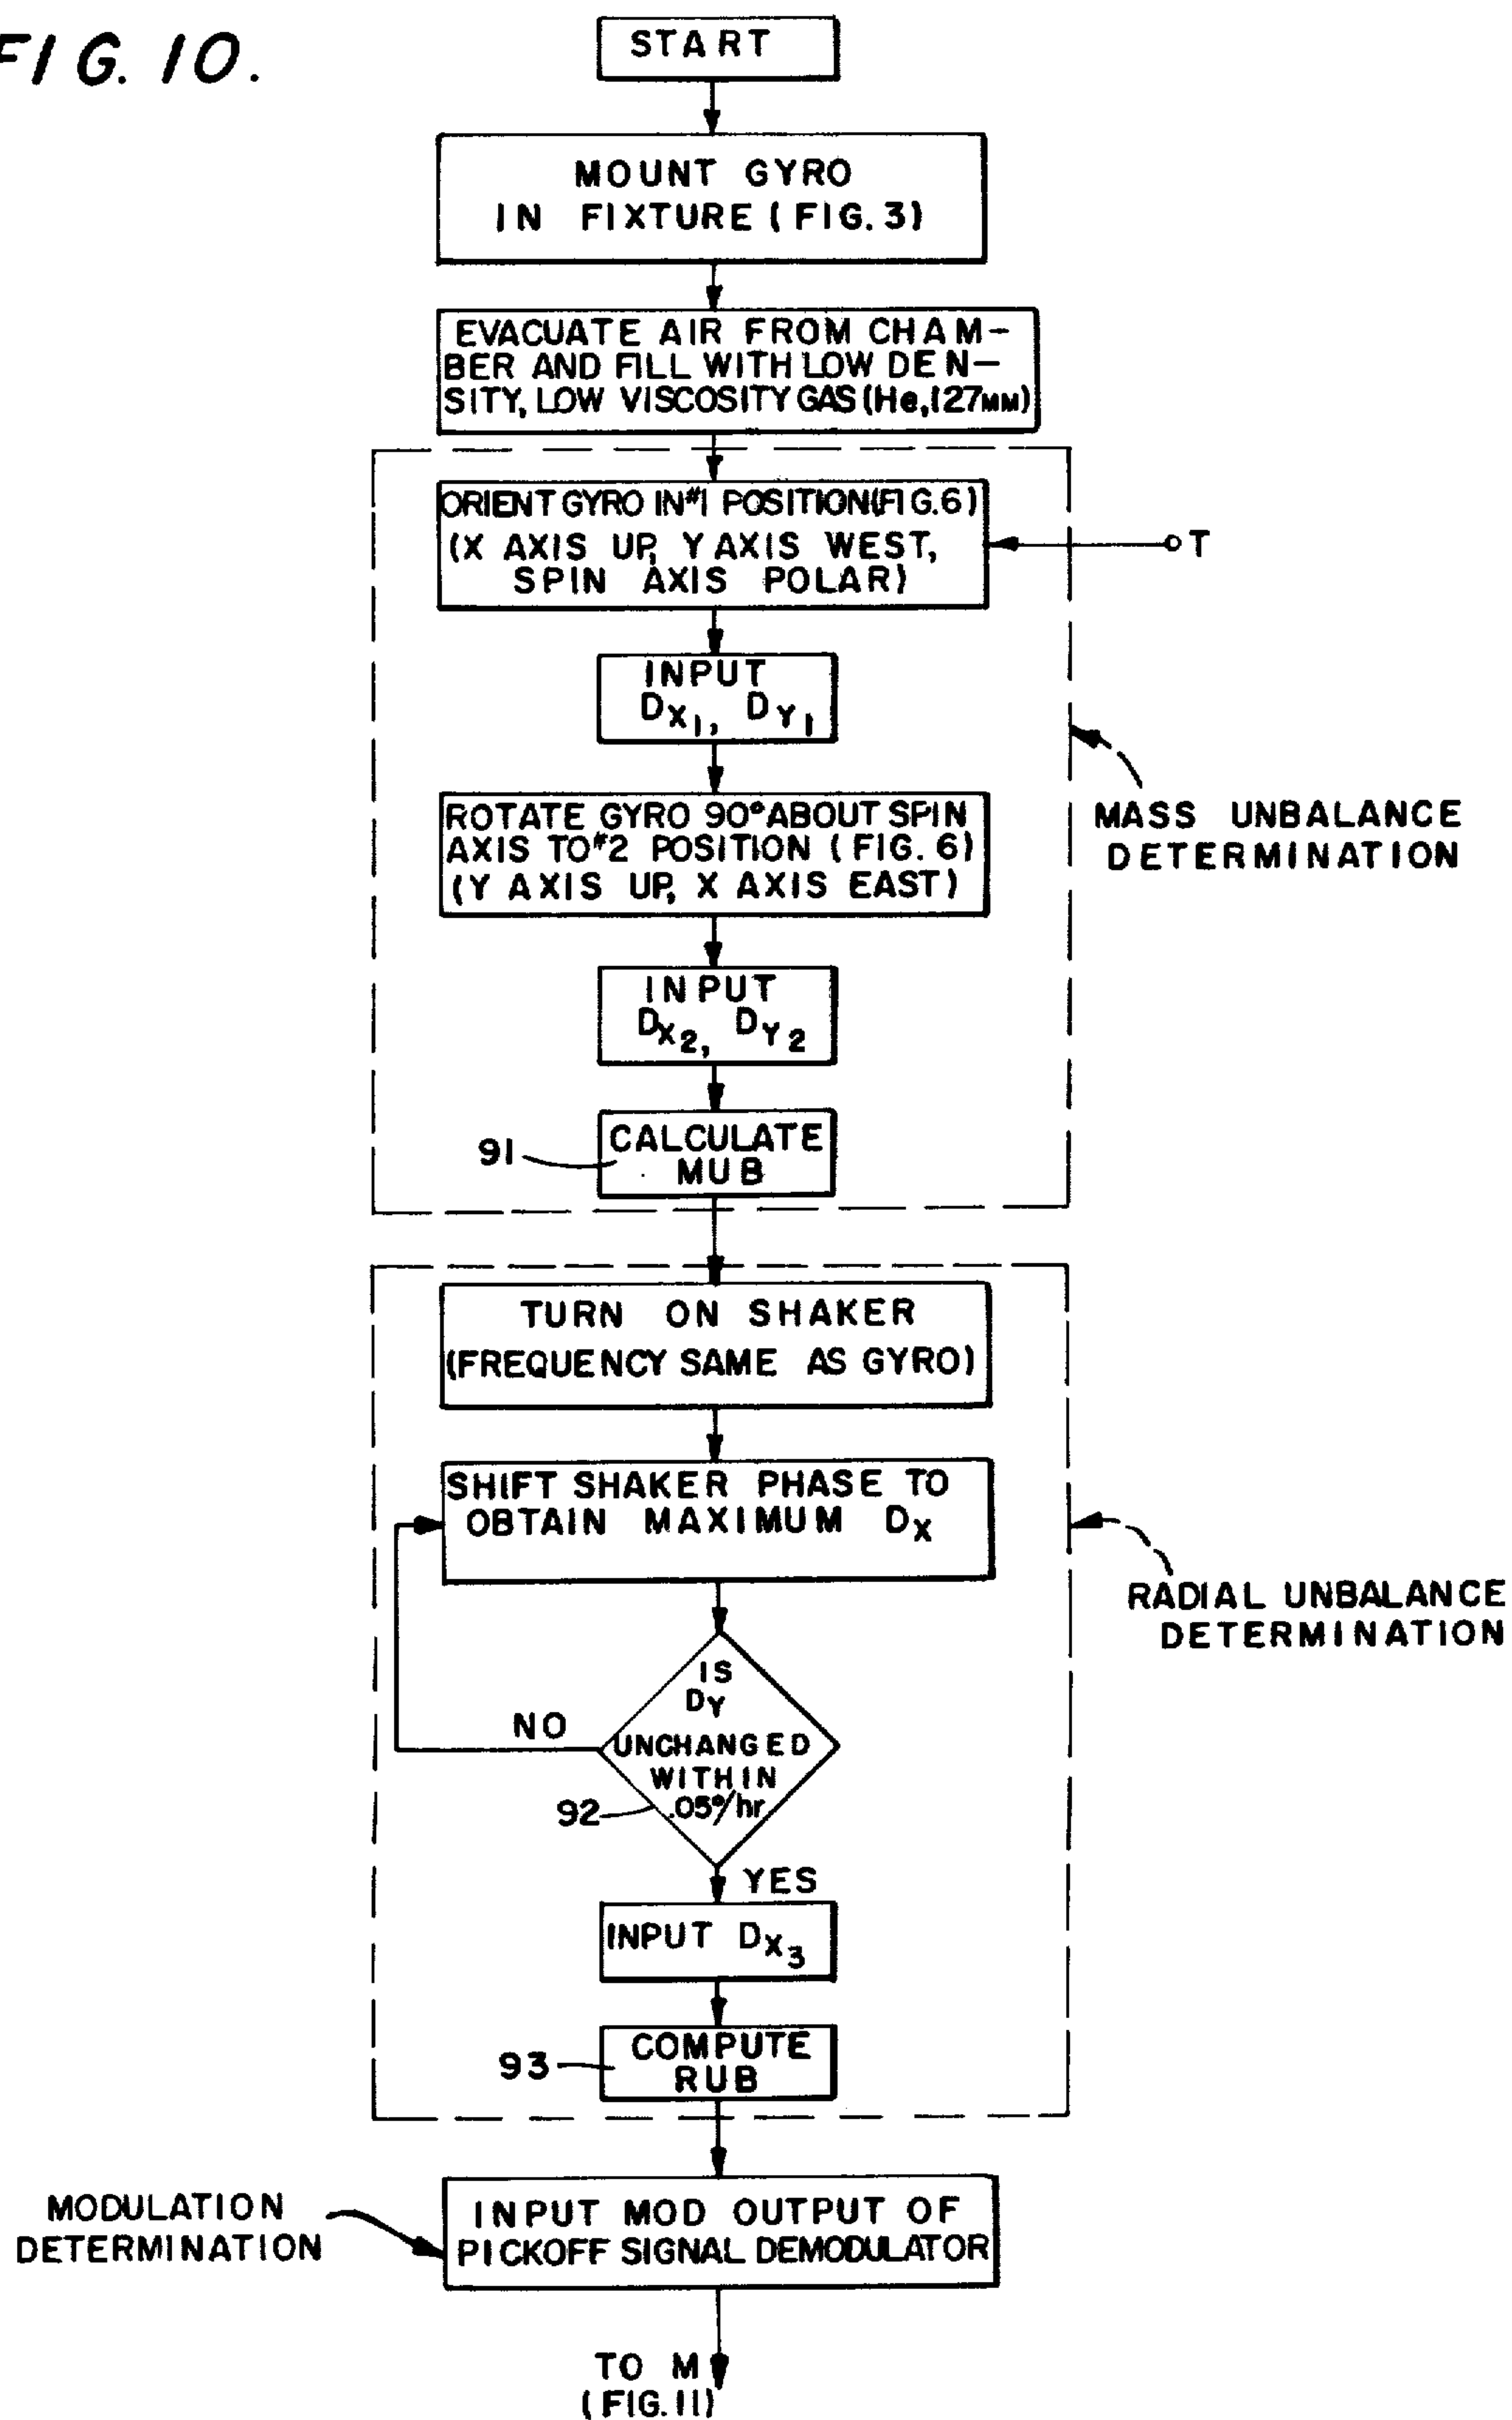 FIG. 10.
START
MOUNT GYRO
IN FIXTURE (FIG. 3)
EVACUATE AIR FROM CHAM-
BER AND FILL WITH LOW DEN-
SITY, LOW VISCOSITY GAS (He, 127MM)
ORIENT GYRO IN #1 POSITION (FIG. 6)
(X AXIS UP, Y AXIS WEST,
SPIN AXIS POLAR)
T
INPUT
DX1, DY1
ROTATE GYRO 90° ABOUT SPIN
AXIS TO #2 POSITION (FIG. 6)
(Y AXIS UP, X AXIS EAST)
MASS UNBALANCE
DETERMINATION
INPUT
DX2, DY2
91
CALCULATE
MUB
TURN ON SHAKER
(FREQUENCY SAME AS GYRO)
SHIFT SHAKER PHASE TO
OBTAIN MAXIMUM DX
RADIAL UNBALANCE
DETERMINATION
IS
DY
UNCHANGED
WITHIN
.05°/hr
NO
92
YES
INPUT DX3
93
COMPUTE
RUB
MODULATION
DETERMINATION
INPUT MOD OUTPUT OF
PICKOFF SIGNAL DEMODULATOR
TO M
(FIG. 11)